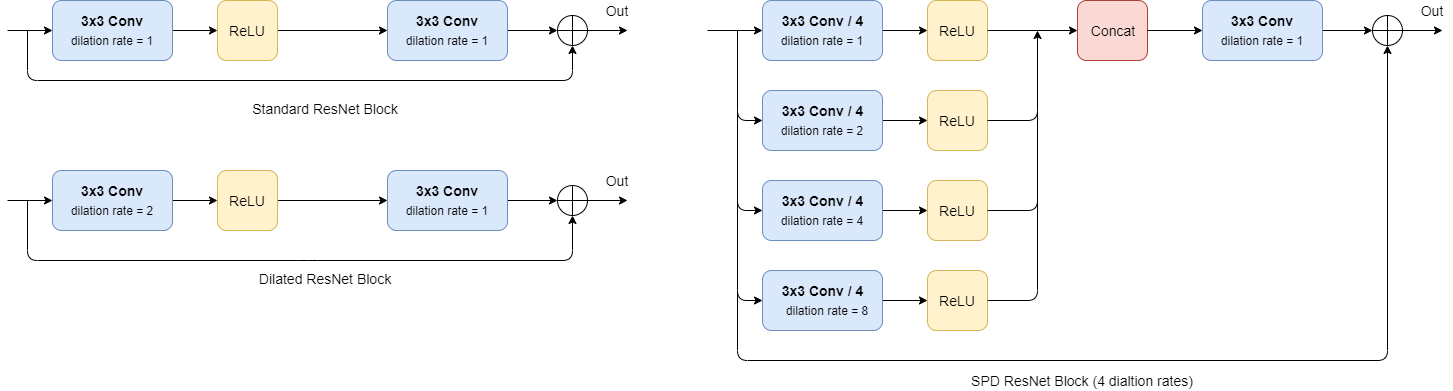 3x3 Conv
dilation rate = 1
ReLU
3x3 Conv
dilation rate = 1
Out
Standard ResNet Block
3x3 Conv
dilation rate = 2
ReLU
3x3 Conv
dilation rate = 1
Out
Dilated ResNet Block
3x3 Conv / 4
dilation rate = 1
ReLU
Concat
3x3 Conv
dilation rate = 1
Out
3x3 Conv / 4
dilation rate = 2
ReLU
3x3 Conv / 4
dilation rate = 4
ReLU
3x3 Conv / 4
dilation rate = 8
ReLU
SPD ResNet Block (4 dialtion rates)